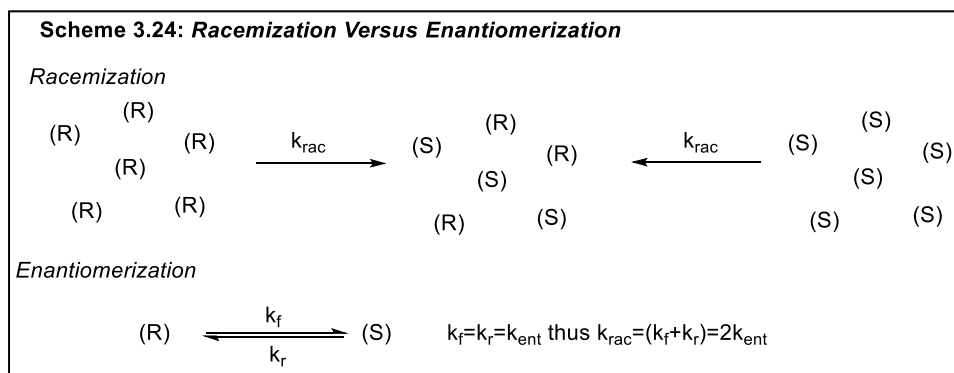 Scheme 3.24: Racemization Versus Enantiomerization
Racemization
(R) (R) (R) (R) (R) (R)
k_rac
(S) (R) (R) (S) (R) (S)
k_rac
(S) (S) (S) (S) (S) (S)
Enantiomerization
(R)
k_f
k_r
(S)
k_f=k_r=k_ent thus k_rac=(k_f+k_r)=2k_ent